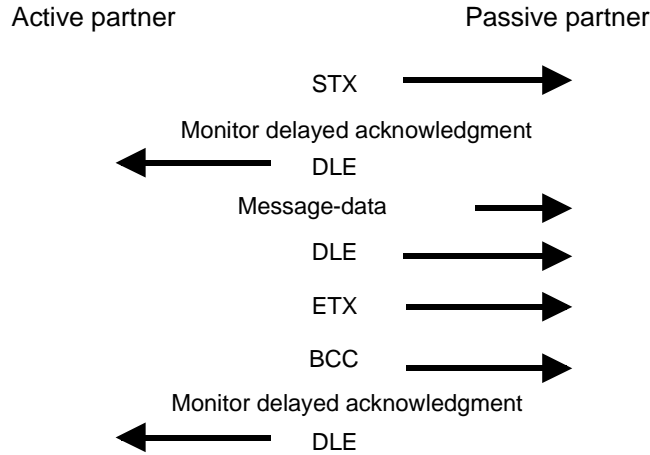 Active partner
Passive partner
STX
Monitor delayed acknowledgment
DLE
Message-data
DLE
ETX
BCC
Monitor delayed acknowledgment
DLE